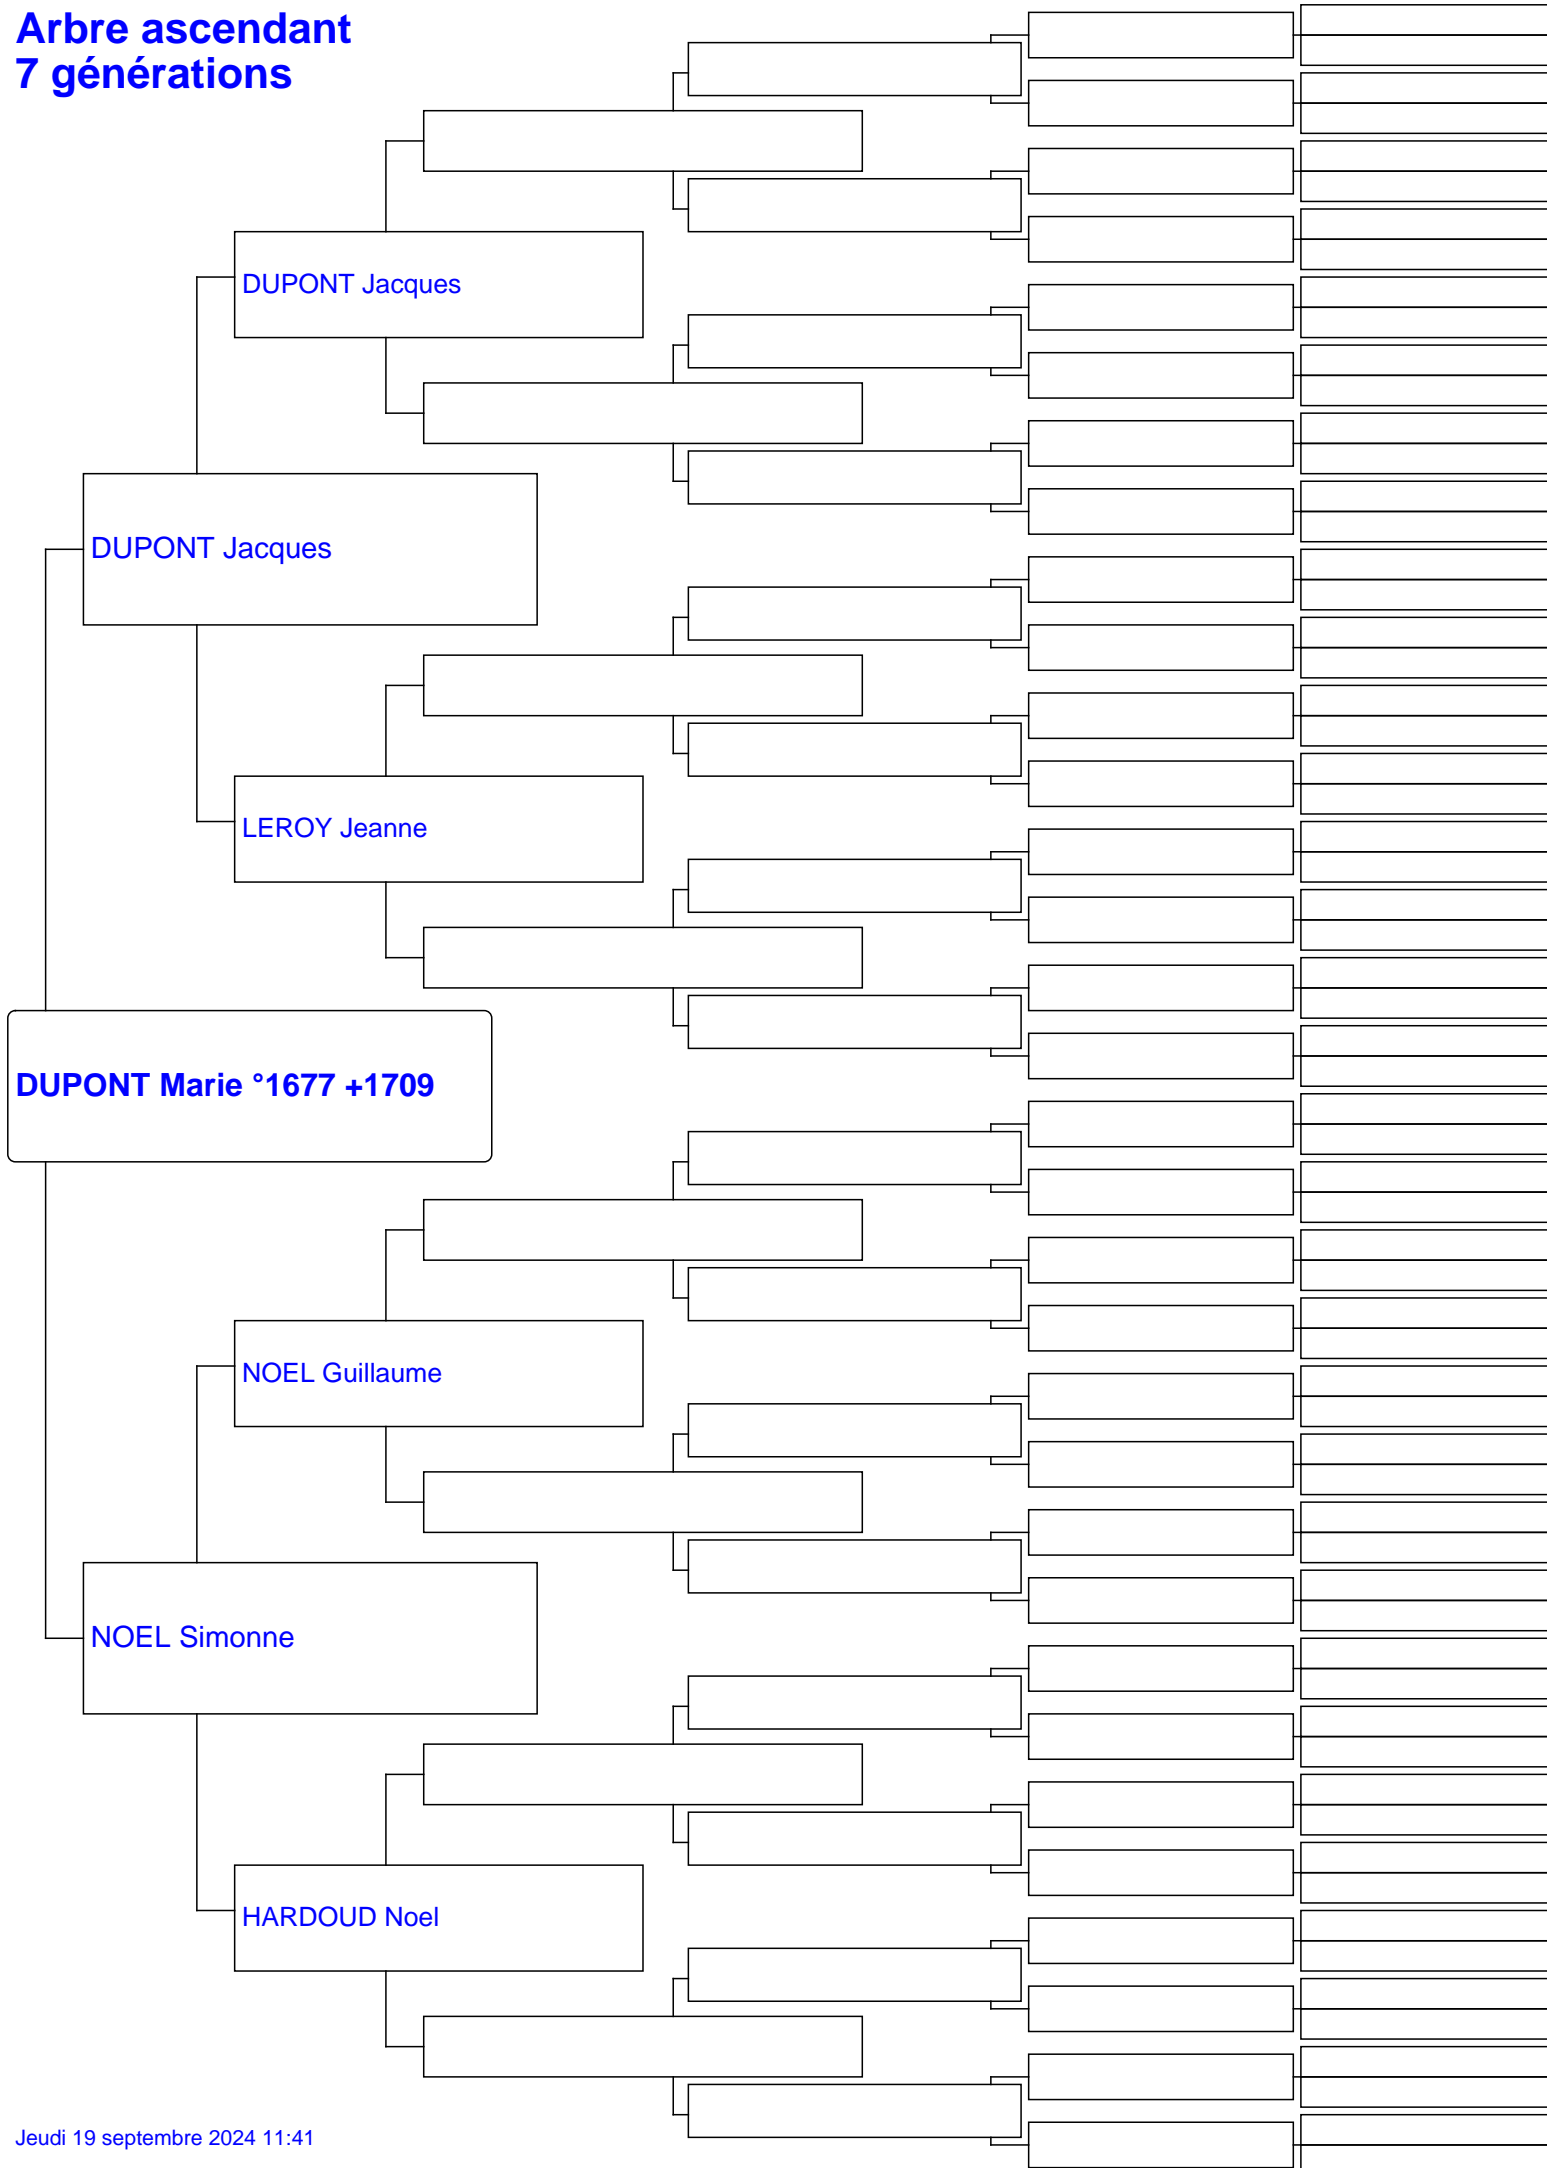 Arbre ascendant
7 générations
DUPONT Jacques
DUPONT Jacques
LEROY Jeanne
DUPONT Marie °1677 +1709
NOEL Guillaume
NOEL Simonne
HARDOUD Noel
Jeudi 19 septembre 2024 11:41